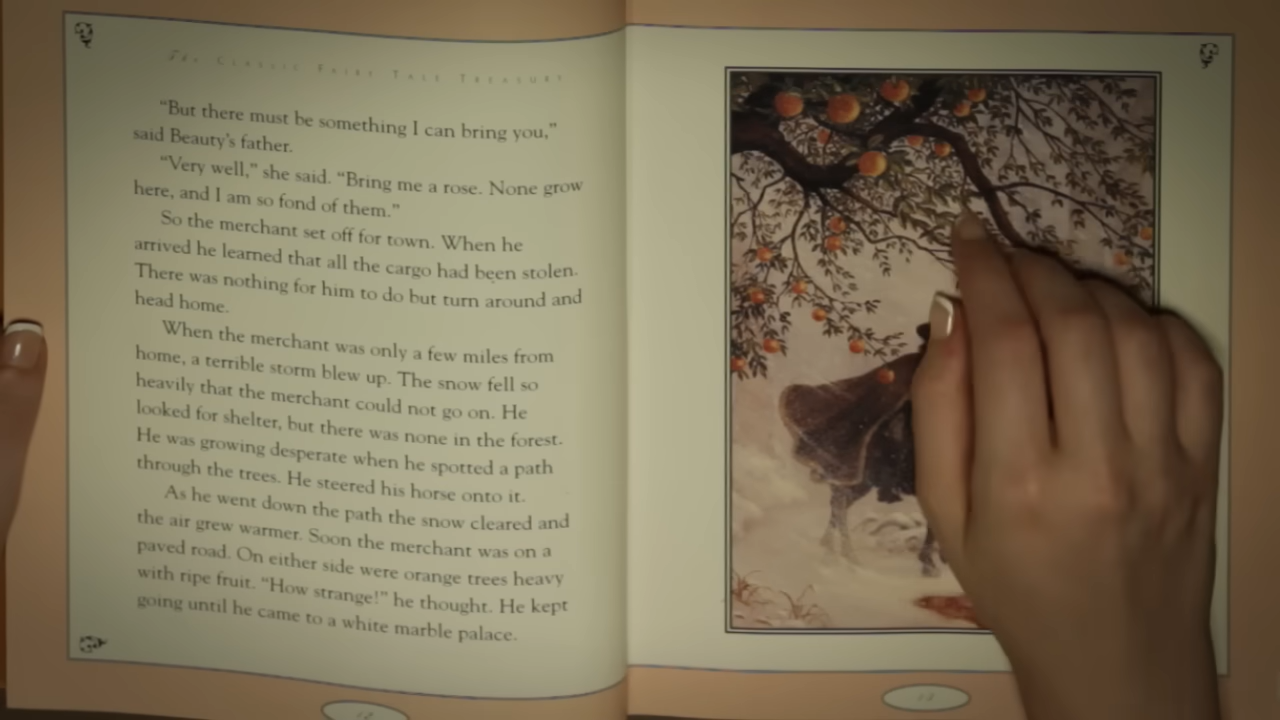 The Classic Fairy Tale Treasury
“But there must be something I can bring you,”
said Beauty’s father.
“Very well,” she said. “Bring me a rose. None grow
here, and I am so fond of them.”
So the merchant set off for town. When he
arrived he learned that all the cargo had been stolen.
There was nothing for him to do but turn around and
head home.
When the merchant was only a few miles from
home, a terrible storm blew up. The snow fell so
heavily that the merchant could not go on. He
looked for shelter, but there was none in the forest.
He was growing desperate when he spotted a path
through the trees. He steered his horse onto it.
As he went down the path the snow cleared and
the air grew warmer. Soon the merchant was on a
paved road. On either side were orange trees heavy
with ripe fruit. “How strange!” he thought. He kept
going until he came to a white marble palace.